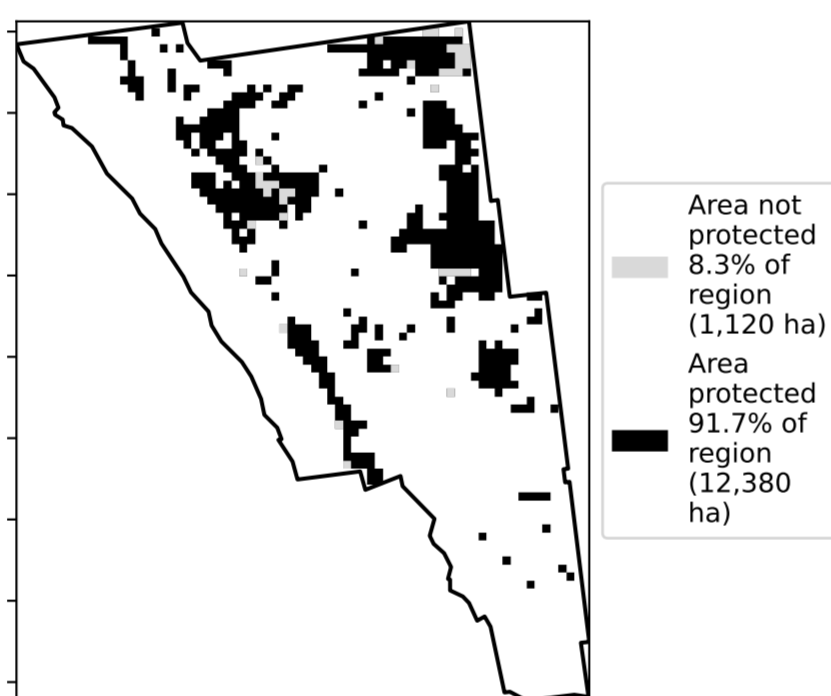 Area not
protected
8.3% of
region
(1,120 ha)
Area
protected
91.7% of
region
(12,380
ha)